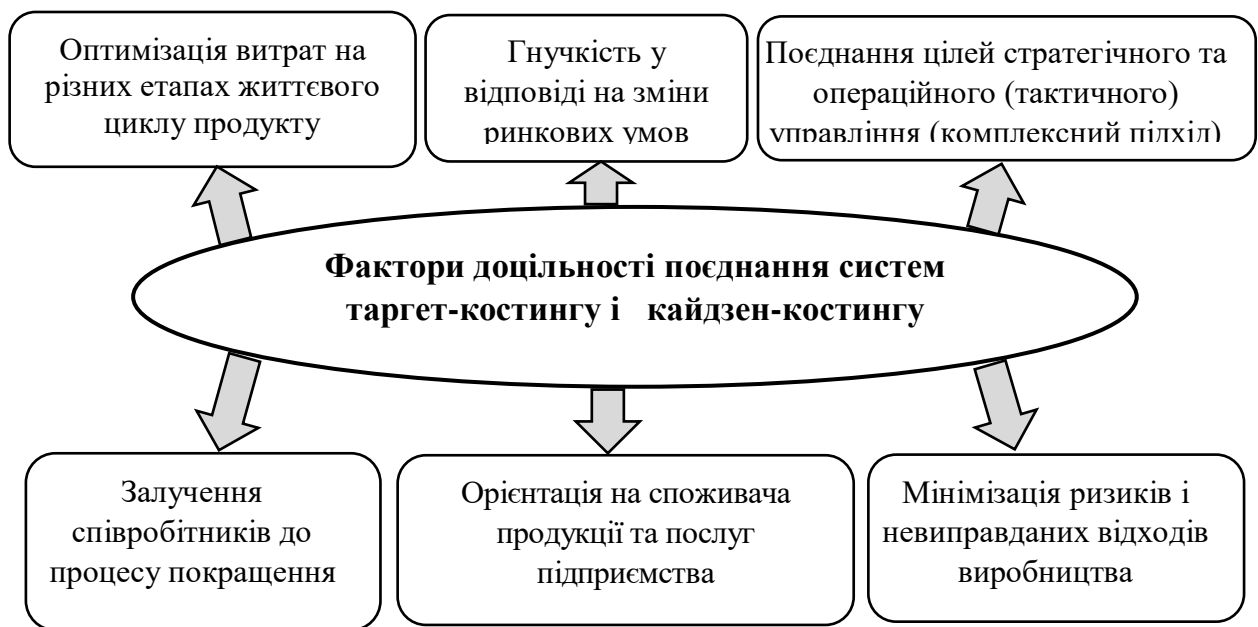 Оптимізація витрат на
різних етапах життєвого
циклу продукту
Гнучкість у
відповіді на зміни
ринкових умов
Поєднання цілей стратегічного та
операційного (тактичного)
управління (комплексний підхід)
Фактори доцільності поєднання систем
таргет-костингу і кайдзен-костингу
Залучення
співробітників до
процесу покращення
Орієнтація на споживача
продукції та послуг
підприємства
Мінімізація ризиків і
невиправданих відходів
виробництва